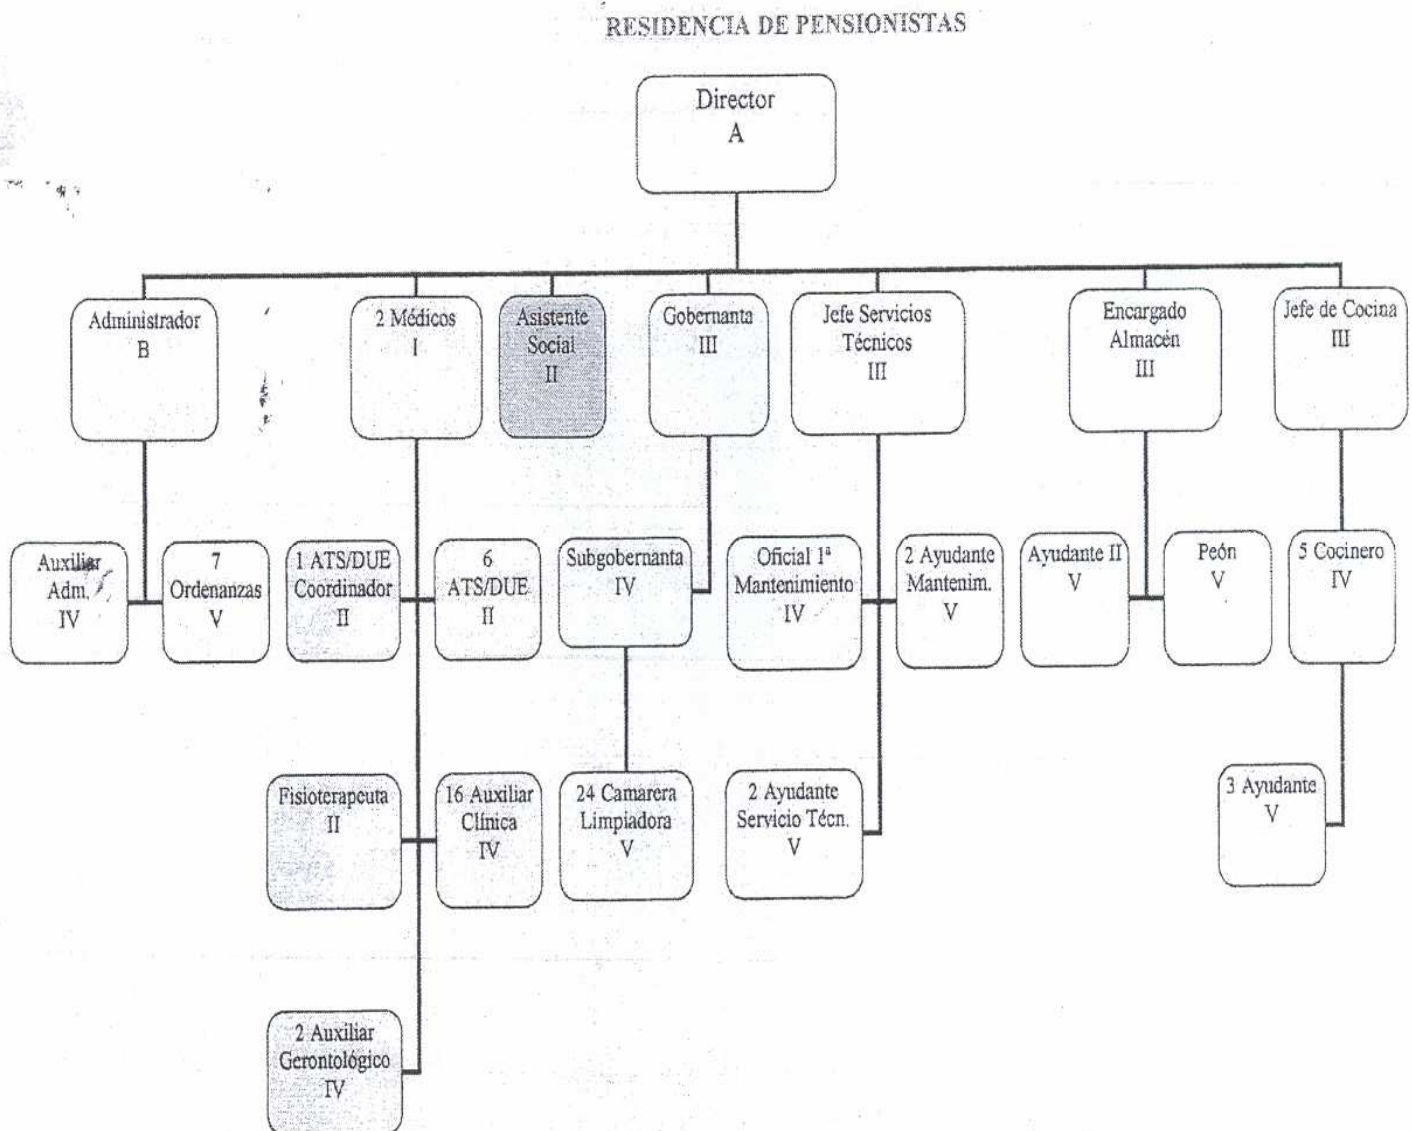 RESIDENCIA DE PENSIONISTAS
Director
A
Administrador
B
2 Médicos
I
Asistente
Social
II
Gobernanta
III
Jefe Servicios
Técnicos
III
Encargado
Almacén
III
Jefe de Cocina
III
Auxiliar
Adm.
IV
7
Ordenanzas
V
1 ATS/DUE
Coordinador
II
6
ATS/DUE
II
Subgobernanta
IV
Oficial 1ª
Mantenimiento
IV
2 Ayudante
Mantenim.
V
Ayudante II
V
Peón
V
5 Cocinero
IV
Fisioterapeuta
II
16 Auxiliar
Clínica
IV
24 Camarera
Limpiadora
V
2 Ayudante
Servicio Técn.
V
3 Ayudante
V
2 Auxiliar
Gerontológico
IV